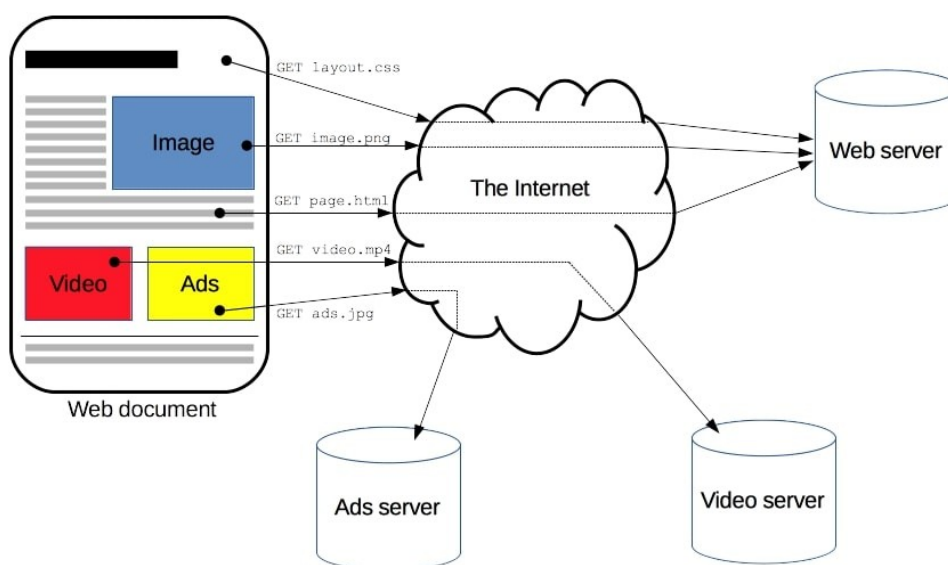 GET layout.css
Image
GET image.png
Web server
The Internet
GET page.html
GET video.mp4
Video
Ads
GET ads.jpg
Web document
Ads server
Video server